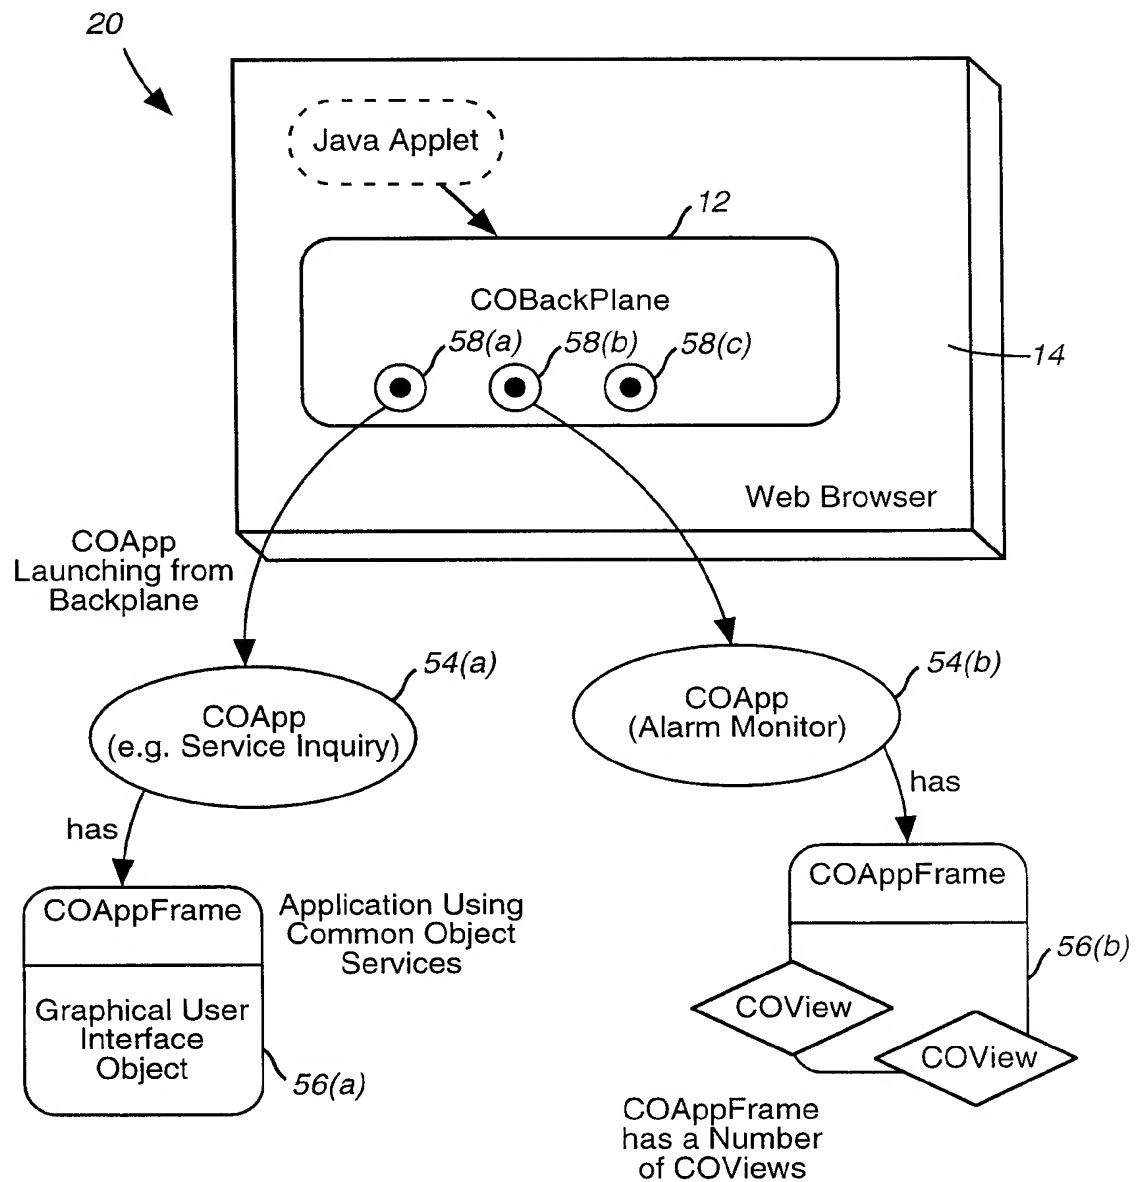 20
Java Applet
12
COBackPlane
58(a)
58(b)
58(c)
14
Web Browser
COApp
Launching from
Backplane
54(a)
54(b)
COApp
(e.g. Service Inquiry)
COApp
(Alarm Monitor)
has
has
COAppFrame
COAppFrame
Application Using
Common Object
Services
56(b)
Graphical User
Interface
Object
COView
COView
56(a)
COAppFrame
has a Number
of COViews